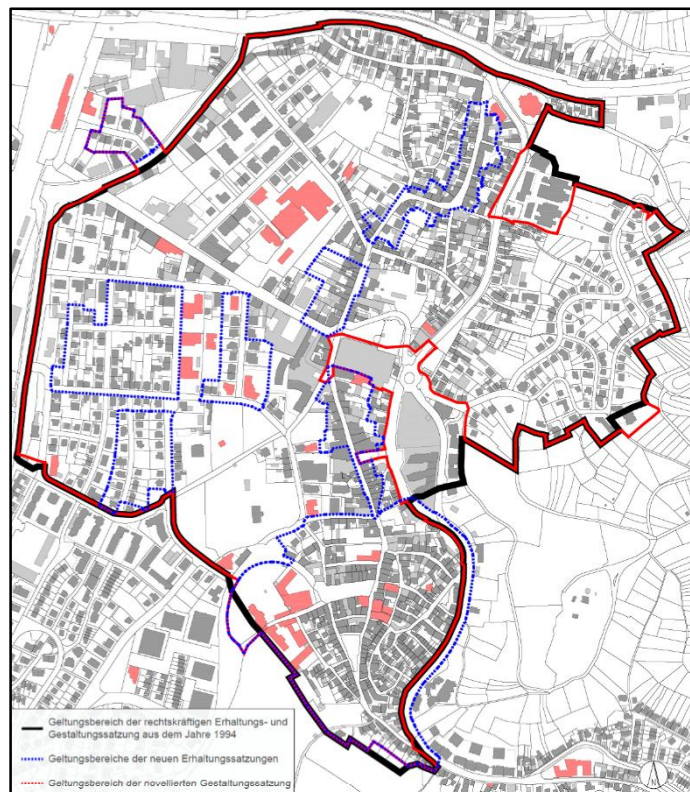 Geltungsbereich der rechtskräftigen Erhaltungs- und
Gestaltungssatzung aus dem Jahre 1994
Geltungsbereiche der neuen Erhaltungssatzungen
Geltungsbereich der novellierten Gestaltungssatzung
N